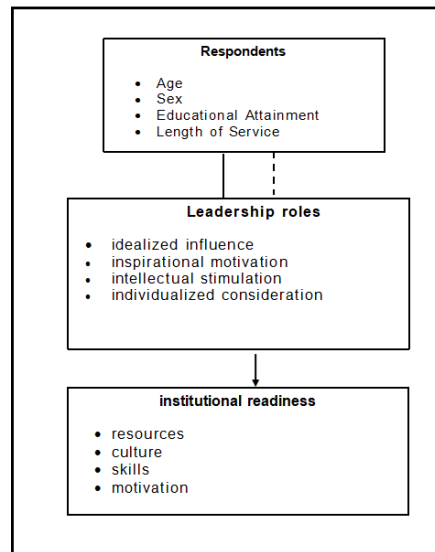 Respondents
• Age
• Sex
• Educational Attainment
• Length of Service
Leadership roles
• idealized influence
• inspirational motivation
• intellectual stimulation
• individualized consideration
institutional readiness
• resources
• culture
• skills
• motivation